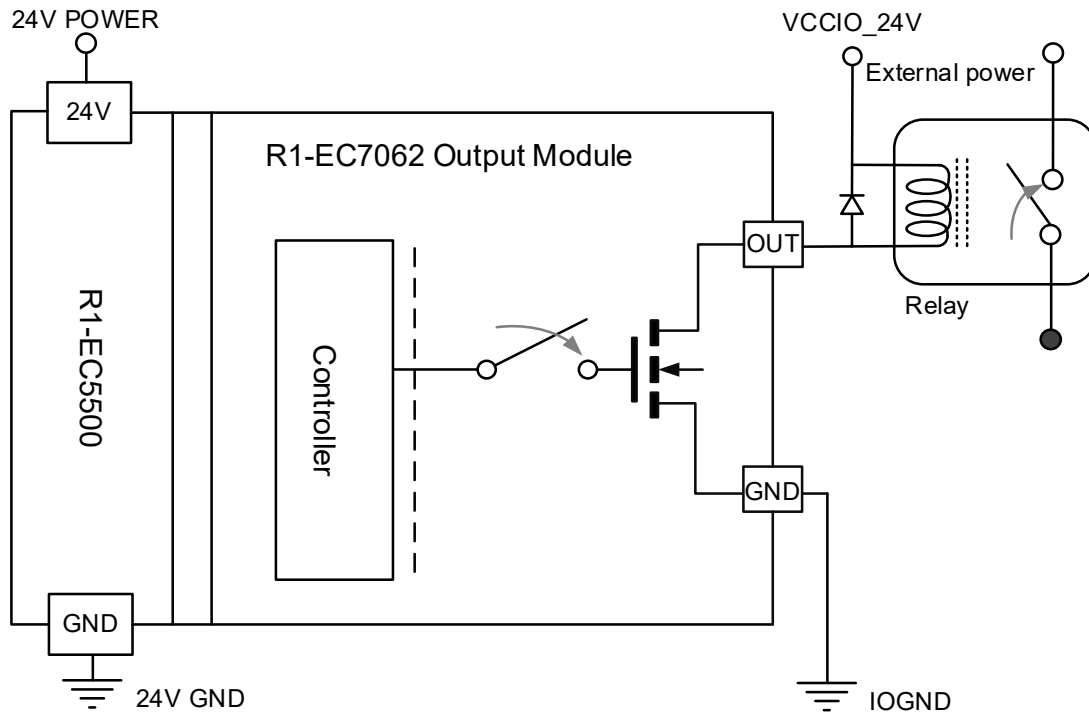 24V POWER
VCCIO_24V
External power
24V
R1-EC7062 Output Module
OUT
Relay
R1-EC5500
Controller
GND
GND
24V GND
IOGND